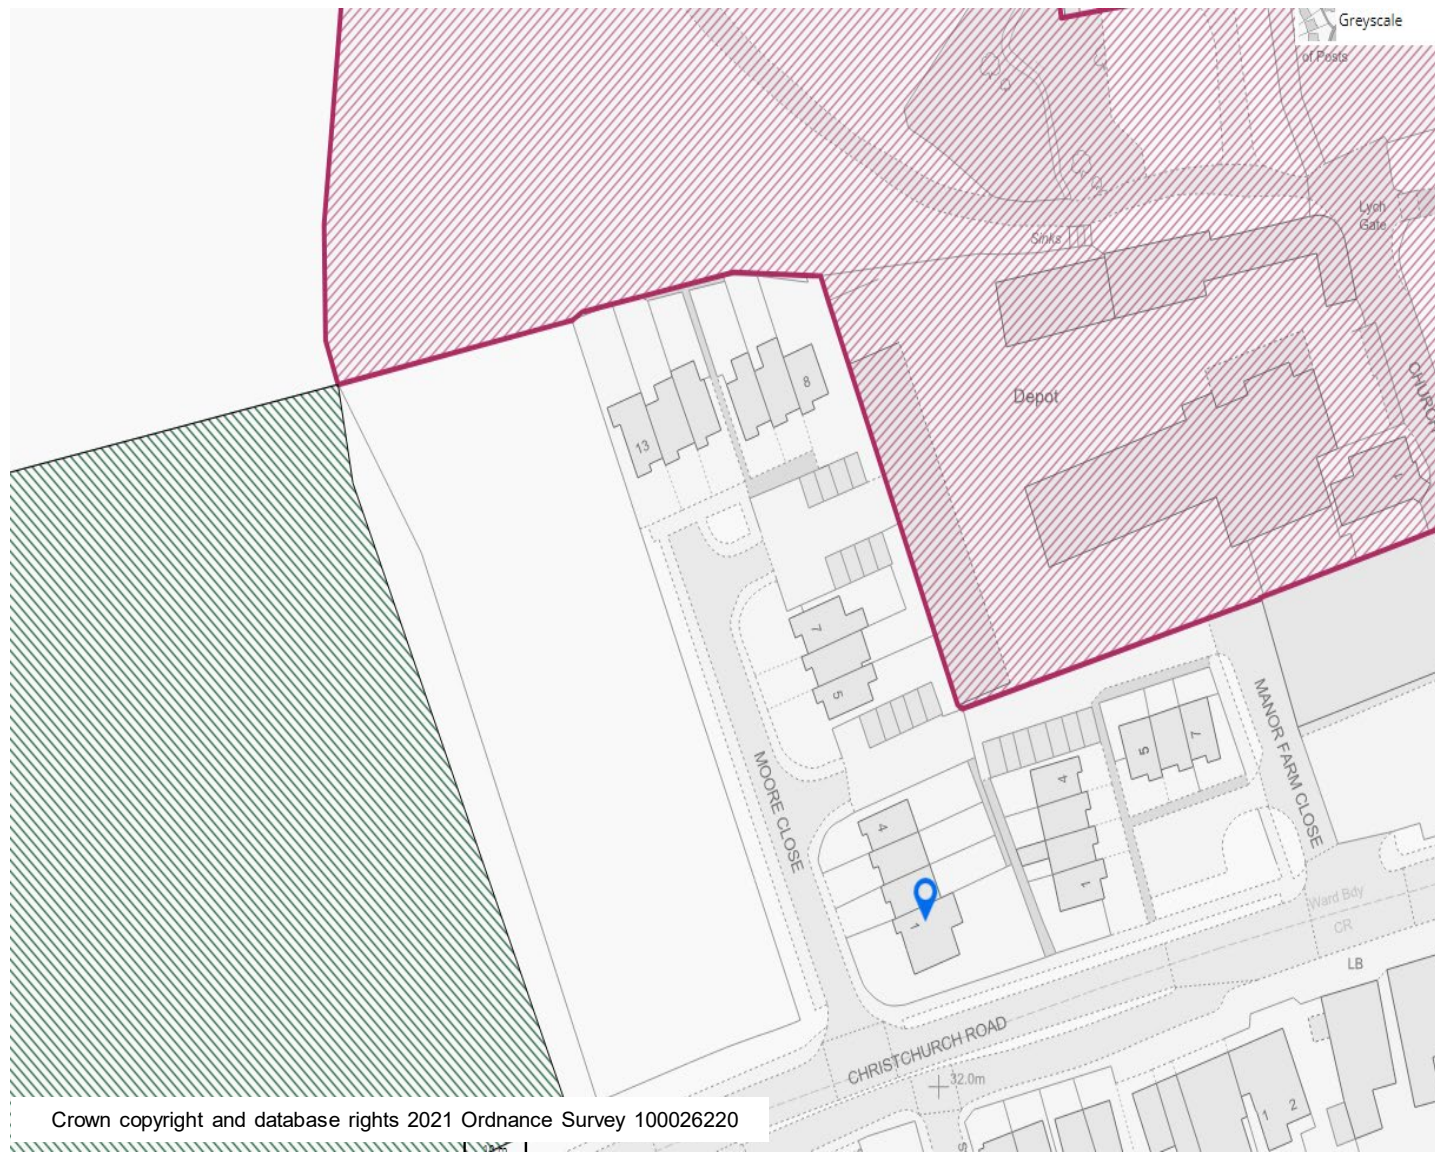 Greyscale
of Posts
Lych
Gate
Sinks
Depot
8
13
1
7
5
MANOR FARM CLOSE
MOORE CLOSE
7
5
4
4
1
1
Ward Bdy
CR
LB
CHRISTCHURCH ROAD
32.0m
1
2
Crown copyright and database rights 2021 Ordnance Survey 100026220